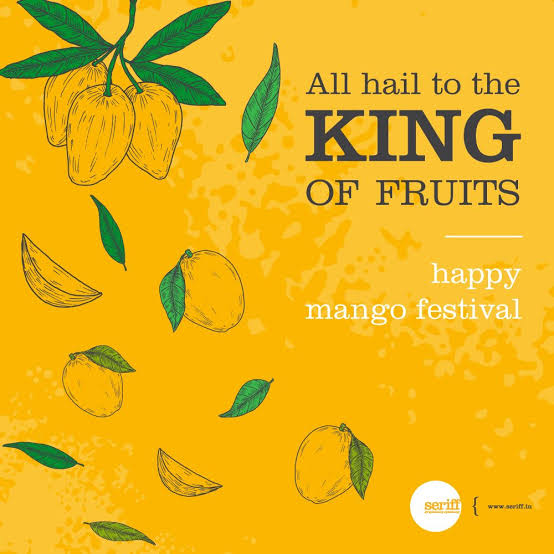 All hail to the
KING
OF FRUITS
happy
mango festival
seriff
{ www.seriff.in